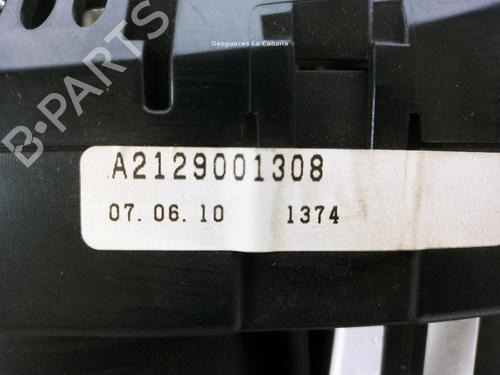 Desguaces La Cabaña
B-PARTS
A2129001308
07.06.10 1374